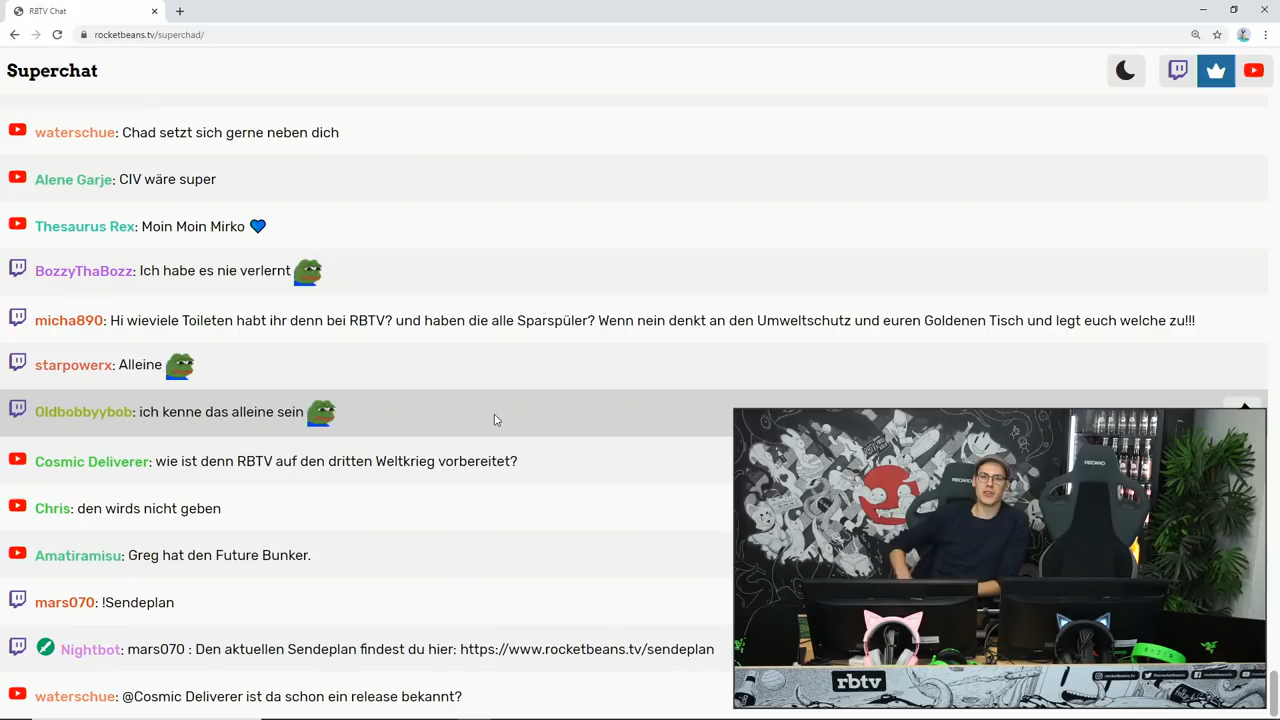 RBTV Chat
rocketbeans.tv/superchad/
Superchat
waterschue: Chad setzt sich gerne neben dich
Alene Garje: CIV wäre super
Thesaurus Rex: Moin Moin Mirko 💙
BozzyThaBozz: Ich habe es nie verlernt
micha890: Hi wieviele Toiletten habt ihr denn bei RBTV? und haben die alle Sparspüler? Wenn nein denkt an den Umweltschutz und euren Goldenen Tisch und legt euch welche zu!!!
starpowerx: Alleine
Oldbobbyybob: ich kenne das alleine sein
Cosmic Deliverer: wie ist denn RBTV auf den dritten Weltkrieg vorbereitet?
Chris: den wirds nicht geben
Amatiramisu: Greg hat den Future Bunker.
mars070: !Sendeplan
Nightbot: mars070 : Den aktuellen Sendeplan findest du hier: https://www.rocketbeans.tv/sendeplan
waterschue: @Cosmic Deliverer ist da schon ein release bekannt?
RECARO
RECARO
RAZER
rbtv